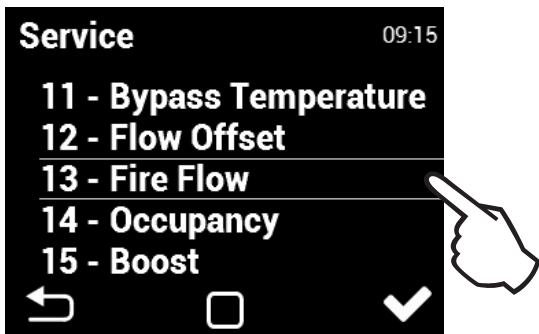 Service 09:15
11 - Bypass Temperature
12 - Flow Offset
13 - Fire Flow
14 - Occupancy
15 - Boost